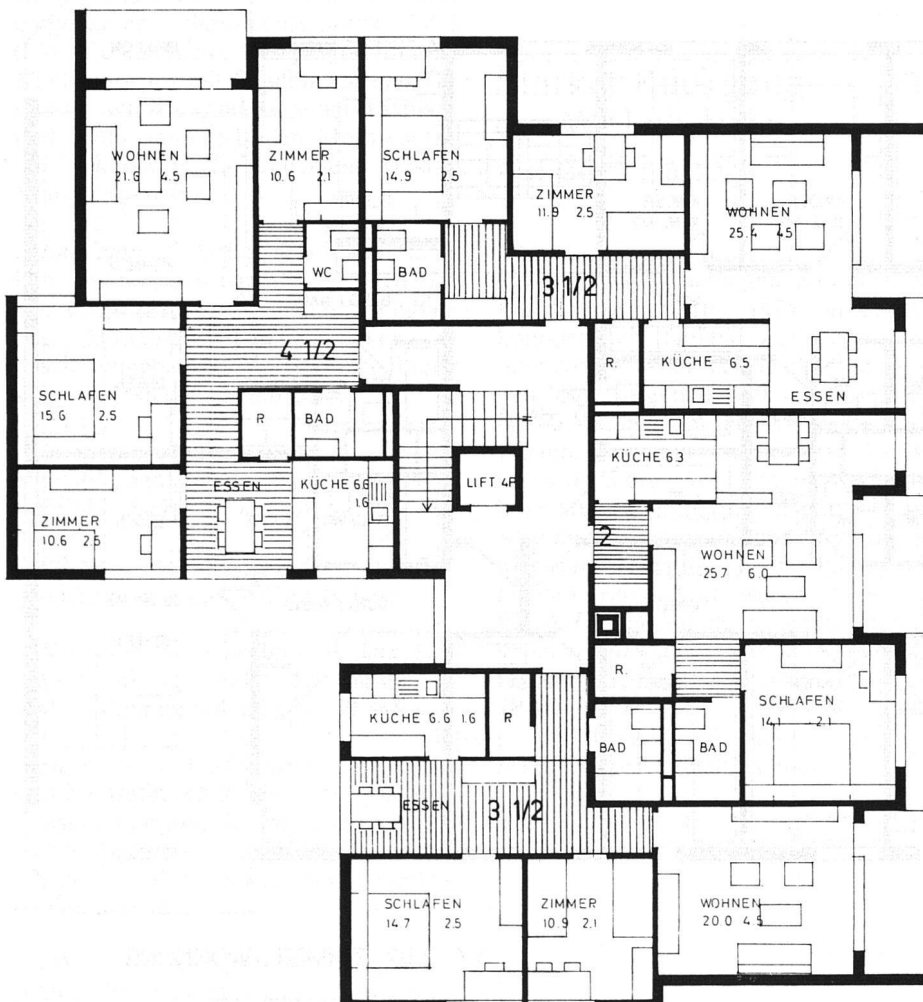 WOHNEN
21.6 4.5
ZIMMER
10.6 2.1
SCHLAFEN
14.9 2.5
ZIMMER
11.9 2.5
WOHNEN
25.4 4.5
WC
BAD
3 1/2
4 1/2
R.
KÜCHE 6.5
ESSEN
SCHLAFEN
15.6 2.5
R
BAD
KÜCHE 6.3
ESSEN
KÜCHE 6.6
1.6
LIFT 4P
ZIMMER
10.6 2.5
2
WOHNEN
25.7 6.0
R.
SCHLAFEN
14.1 2.1
KÜCHE 6.6 1.6
R
BAD
BAD
ESSEN
3 1/2
SCHLAFEN
14.7 2.5
ZIMMER
10.9 2.1
WOHNEN
20.0 4.5